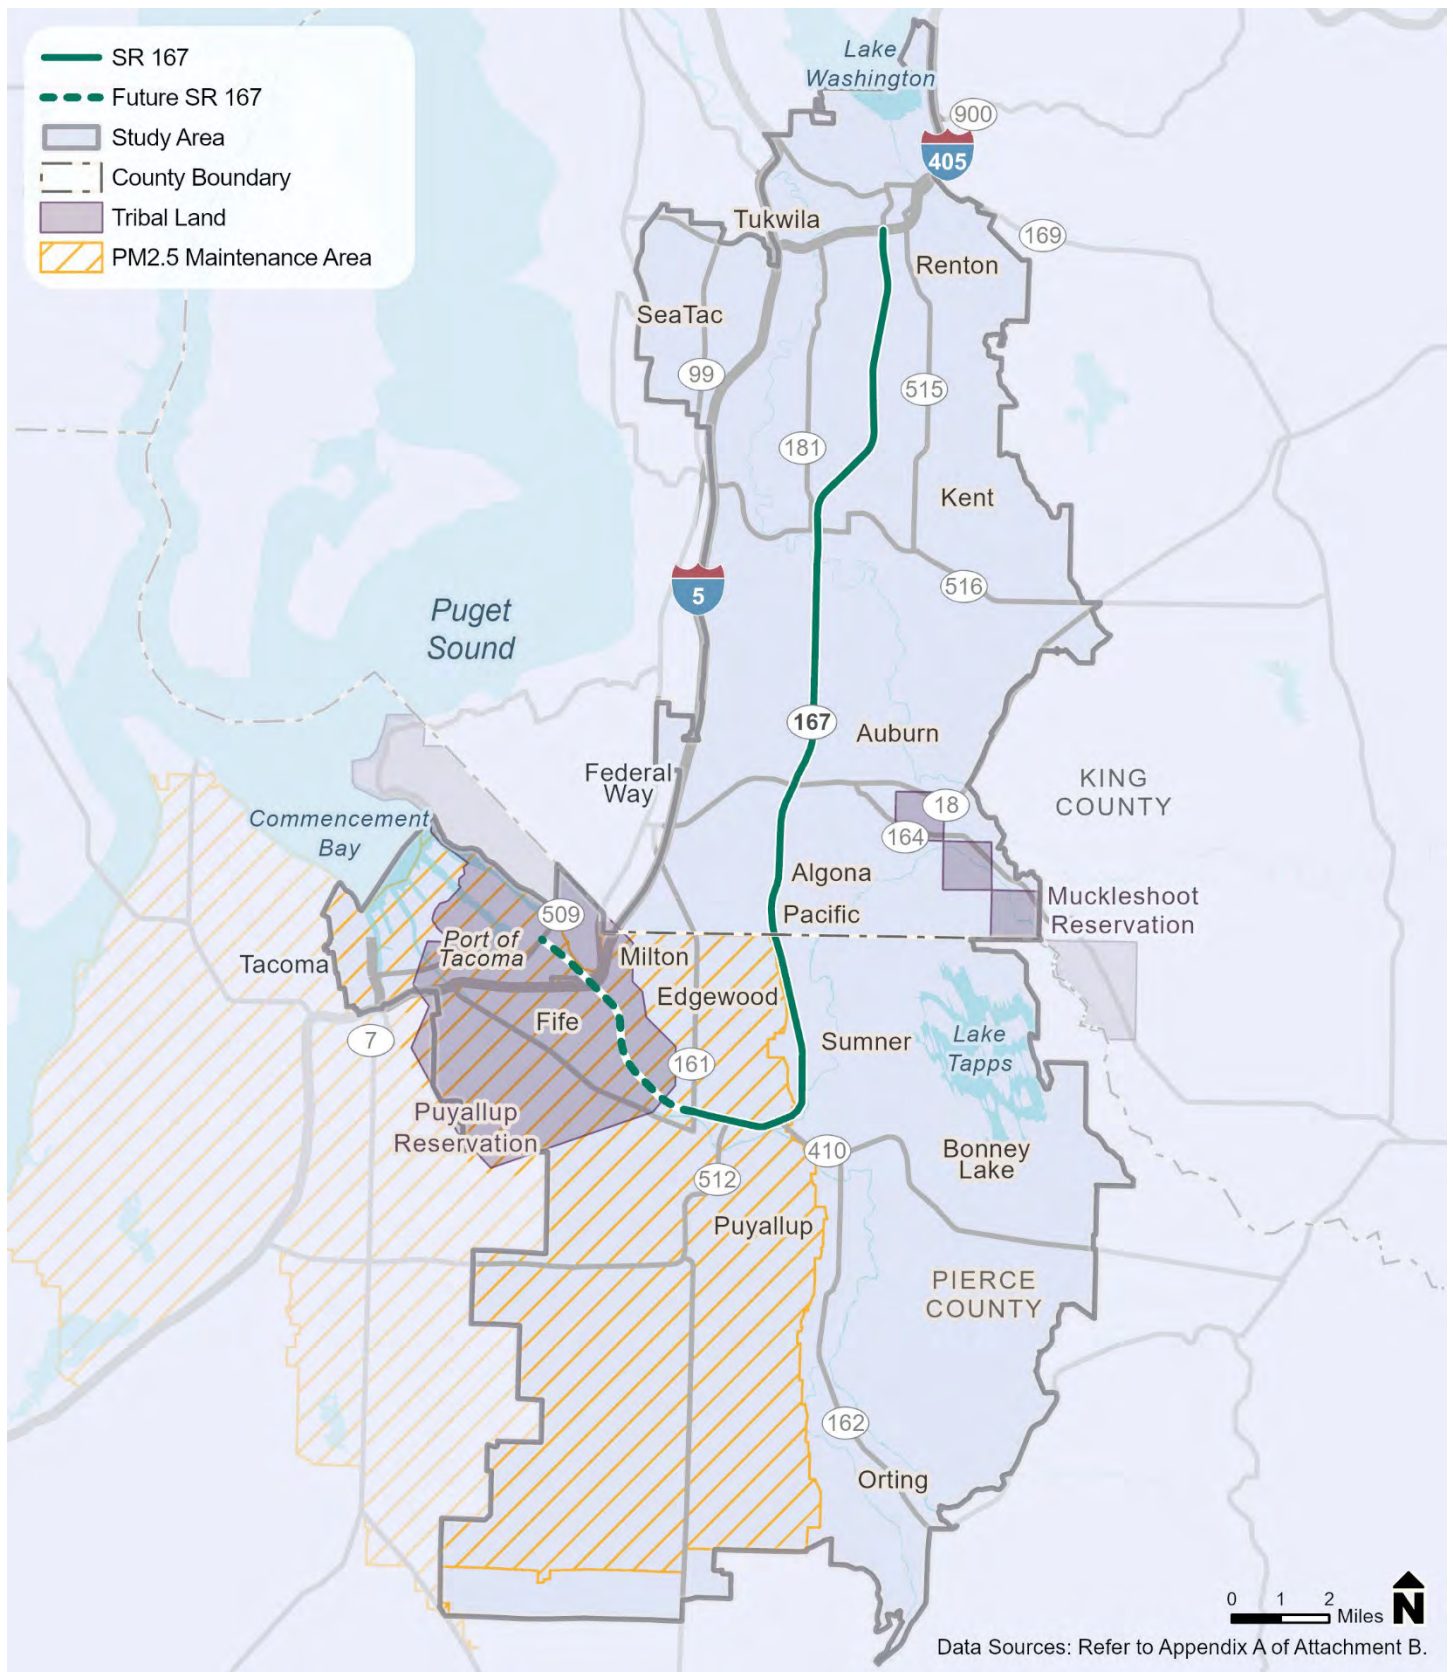 SR 167
Future SR 167
Study Area
County Boundary
Tribal Land
PM2.5 Maintenance Area
Lake
Washington
900
405
Tukwila
169
Renton
SeaTac
99
515
181
Kent
5
516
Puget
Sound
167
Auburn
Federal
Way
KING
COUNTY
18
164
Commencement
Bay
Algona
Pacific
Muckleshoot
Reservation
509
Port of
Tacoma
Tacoma
Milton
Edgewood
Fife
7
161
Sumner
Lake
Tapps
Puyallup
Reservation
410
Bonney
Lake
512
Puyallup
PIERCE
COUNTY
162
Orting
0 1 2
Miles
N
Data Sources: Refer to Appendix A of Attachment B.